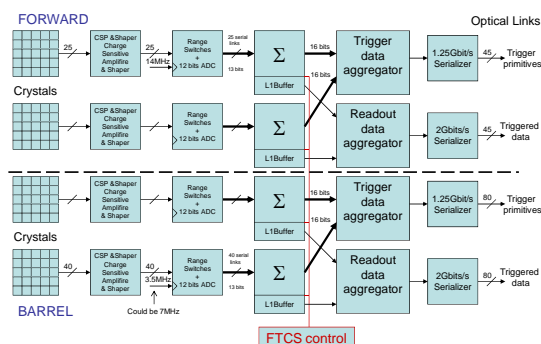 FORWARD
Optical Links
CSP &Shaper
Charge
Sensitive
Amplifire
& Shaper
25
25
14MHz
Range
Switches
+
12 bits ADC
25 serial
links
13 bits
Σ
L1Buffer
16 bits
16 bits
Trigger
data
aggregator
1.25Gbit/s
Serializer
45
Trigger
primitives
Crystals
CSP &Shaper
Charge
Sensitive
Amplifire
& Shaper
Range
Switches
+
12 bits ADC
Σ
L1Buffer
Readout
data
aggregator
2Gbits/s
Serializer
45
Triggered
data
CSP &Shaper
Charge
Sensitive
Amplifire
& Shaper
Range
Switches
+
12 bits ADC
Σ
L1Buffer
16 bits
16 bits
Trigger
data
aggregator
1.25Gbit/s
Serializer
80
Trigger
primitives
Crystals
40
CSP &Shaper
Charge
Sensitive
Amplifire
& Shaper
40
3.5MHz
Range
Switches
+
12 bits ADC
40 serial
links
13 bits
Σ
L1Buffer
Readout
data
aggregator
2Gbits/s
Serializer
80
Triggered
data
BARREL
Could be 7MHz
FTCS control